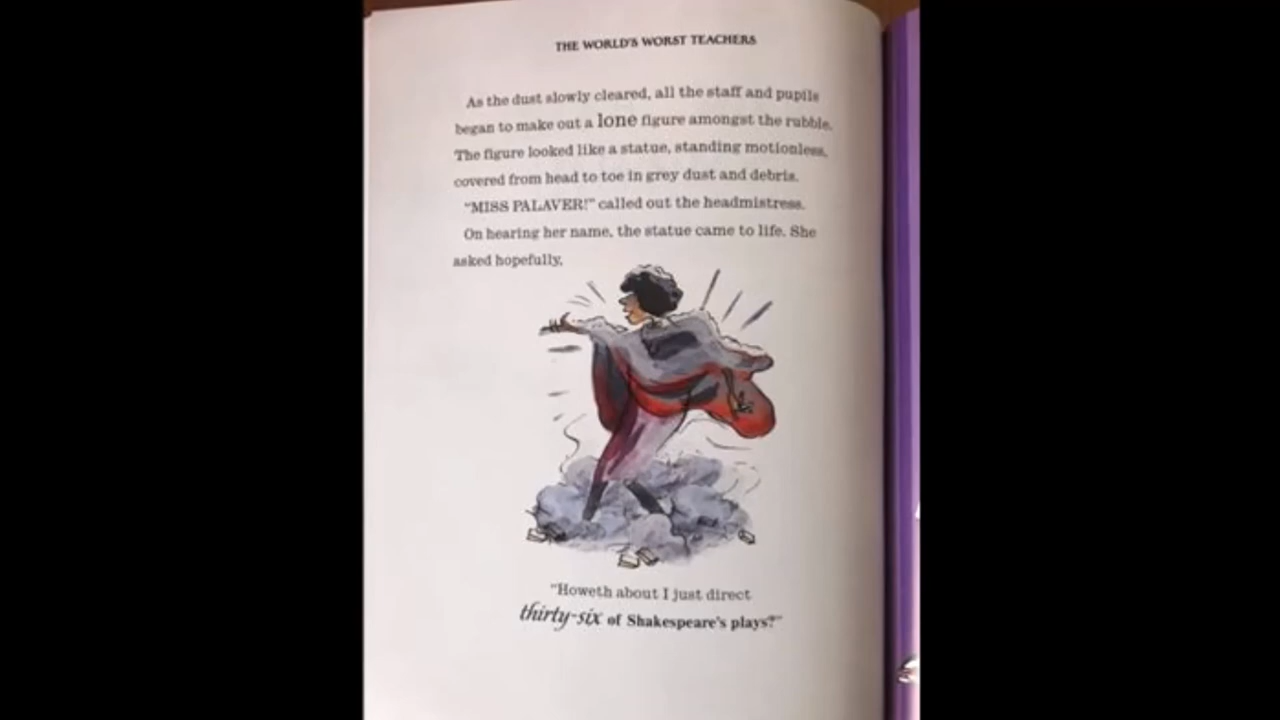 THE WORLD'S WORST TEACHERS
As the dust slowly cleared, all the staff and pupils
began to make out a lone figure amongst the rubble.
The figure looked like a statue, standing motionless,
covered from head to toe in grey dust and debris.
"MISS PALAVER!" called out the headmistress.
On hearing her name, the statue came to life. She
asked hopefully,
"Howeth about I just direct
thirty-six of Shakespeare's plays?"